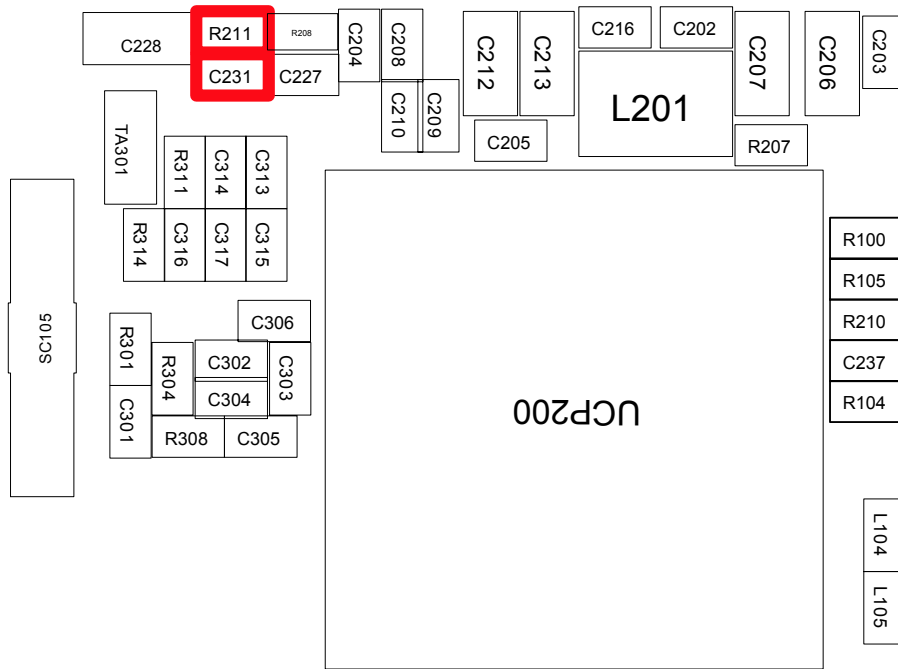 C228
R211
R208
C204
C208
C212
C213
C216
C202
C207
C206
C203
C231
C227
C210
C209
L201
C205
R207
TA301
R311
C314
C313
R314
C316
C317
C315
R100
R105
R210
C237
R104
SC105
C306
R301
R304
C302
C303
C304
C301
R308
C305
UCP200
L104
L105